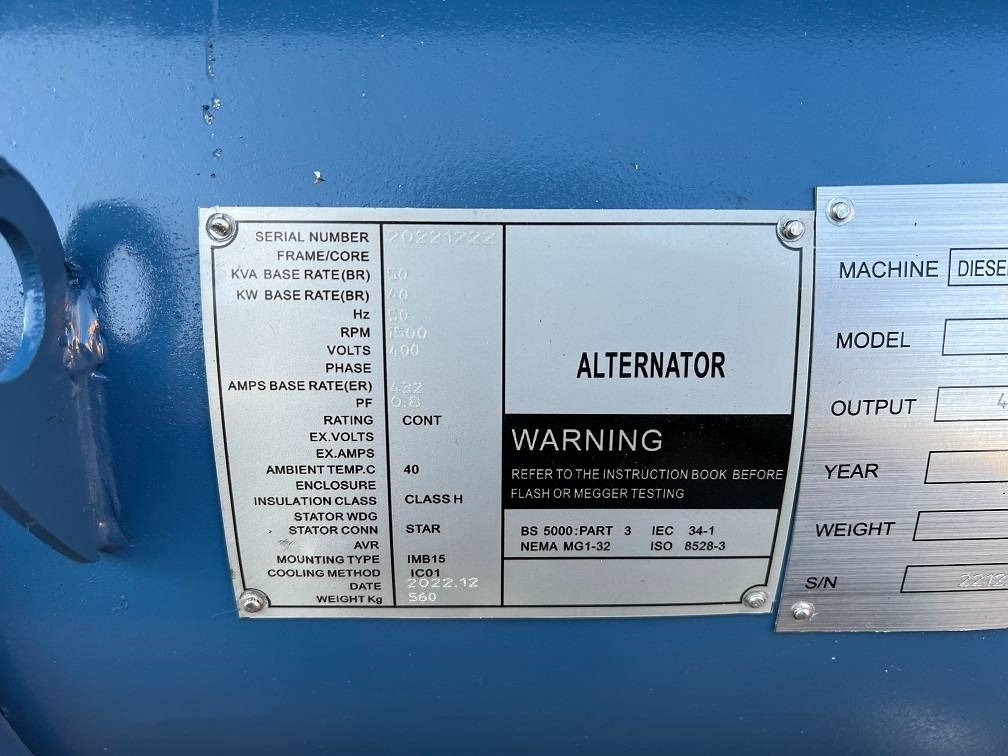 SERIAL NUMBER 20221222
FRAME/CORE
KVA BASE RATE(BR) 50
KW BASE RATE(BR) 40
Hz 50
RPM 1500
VOLTS 400
PHASE
AMPS BASE RATE(ER) 432
PF 0.8
RATING CONT
EX.VOLTS
EX.AMPS
AMBIENT TEMP.C 40
ENCLOSURE
INSULATION CLASS CLASS H
STATOR WDG
STATOR CONN STAR
AVR
MOUNTING TYPE IMB15
COOLING METHOD IC01
DATE 2022.12
WEIGHT Kg 560
ALTERNATOR
WARNING
REFER TO THE INSTRUCTION BOOK BEFORE
FLASH OR MEGGER TESTING
BS 5000:PART 3 IEC 34-1
NEMA MG1-32 ISO 8528-3
MACHINE DIESE
MODEL
OUTPUT 4
YEAR
WEIGHT
S/N 2212